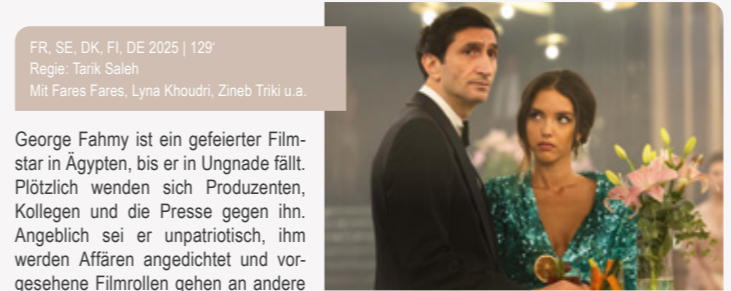 FR, SE, DK, FI, DE 2025 | 129'
Regie: Tarik Saleh
Mit Fares Fares, Lyna Khoudri, Zineb Triki u.a.
George Fahmy ist ein gefeierter Film-
star in Ägypten, bis er in Ungnade fällt.
Plötzlich wenden sich Produzenten,
Kollegen und die Presse gegen ihn.
Angeblich sei er unpatriotisch, ihm
werden Affären angedichtet und vor-
gesehene Filmrollen gehen an andere